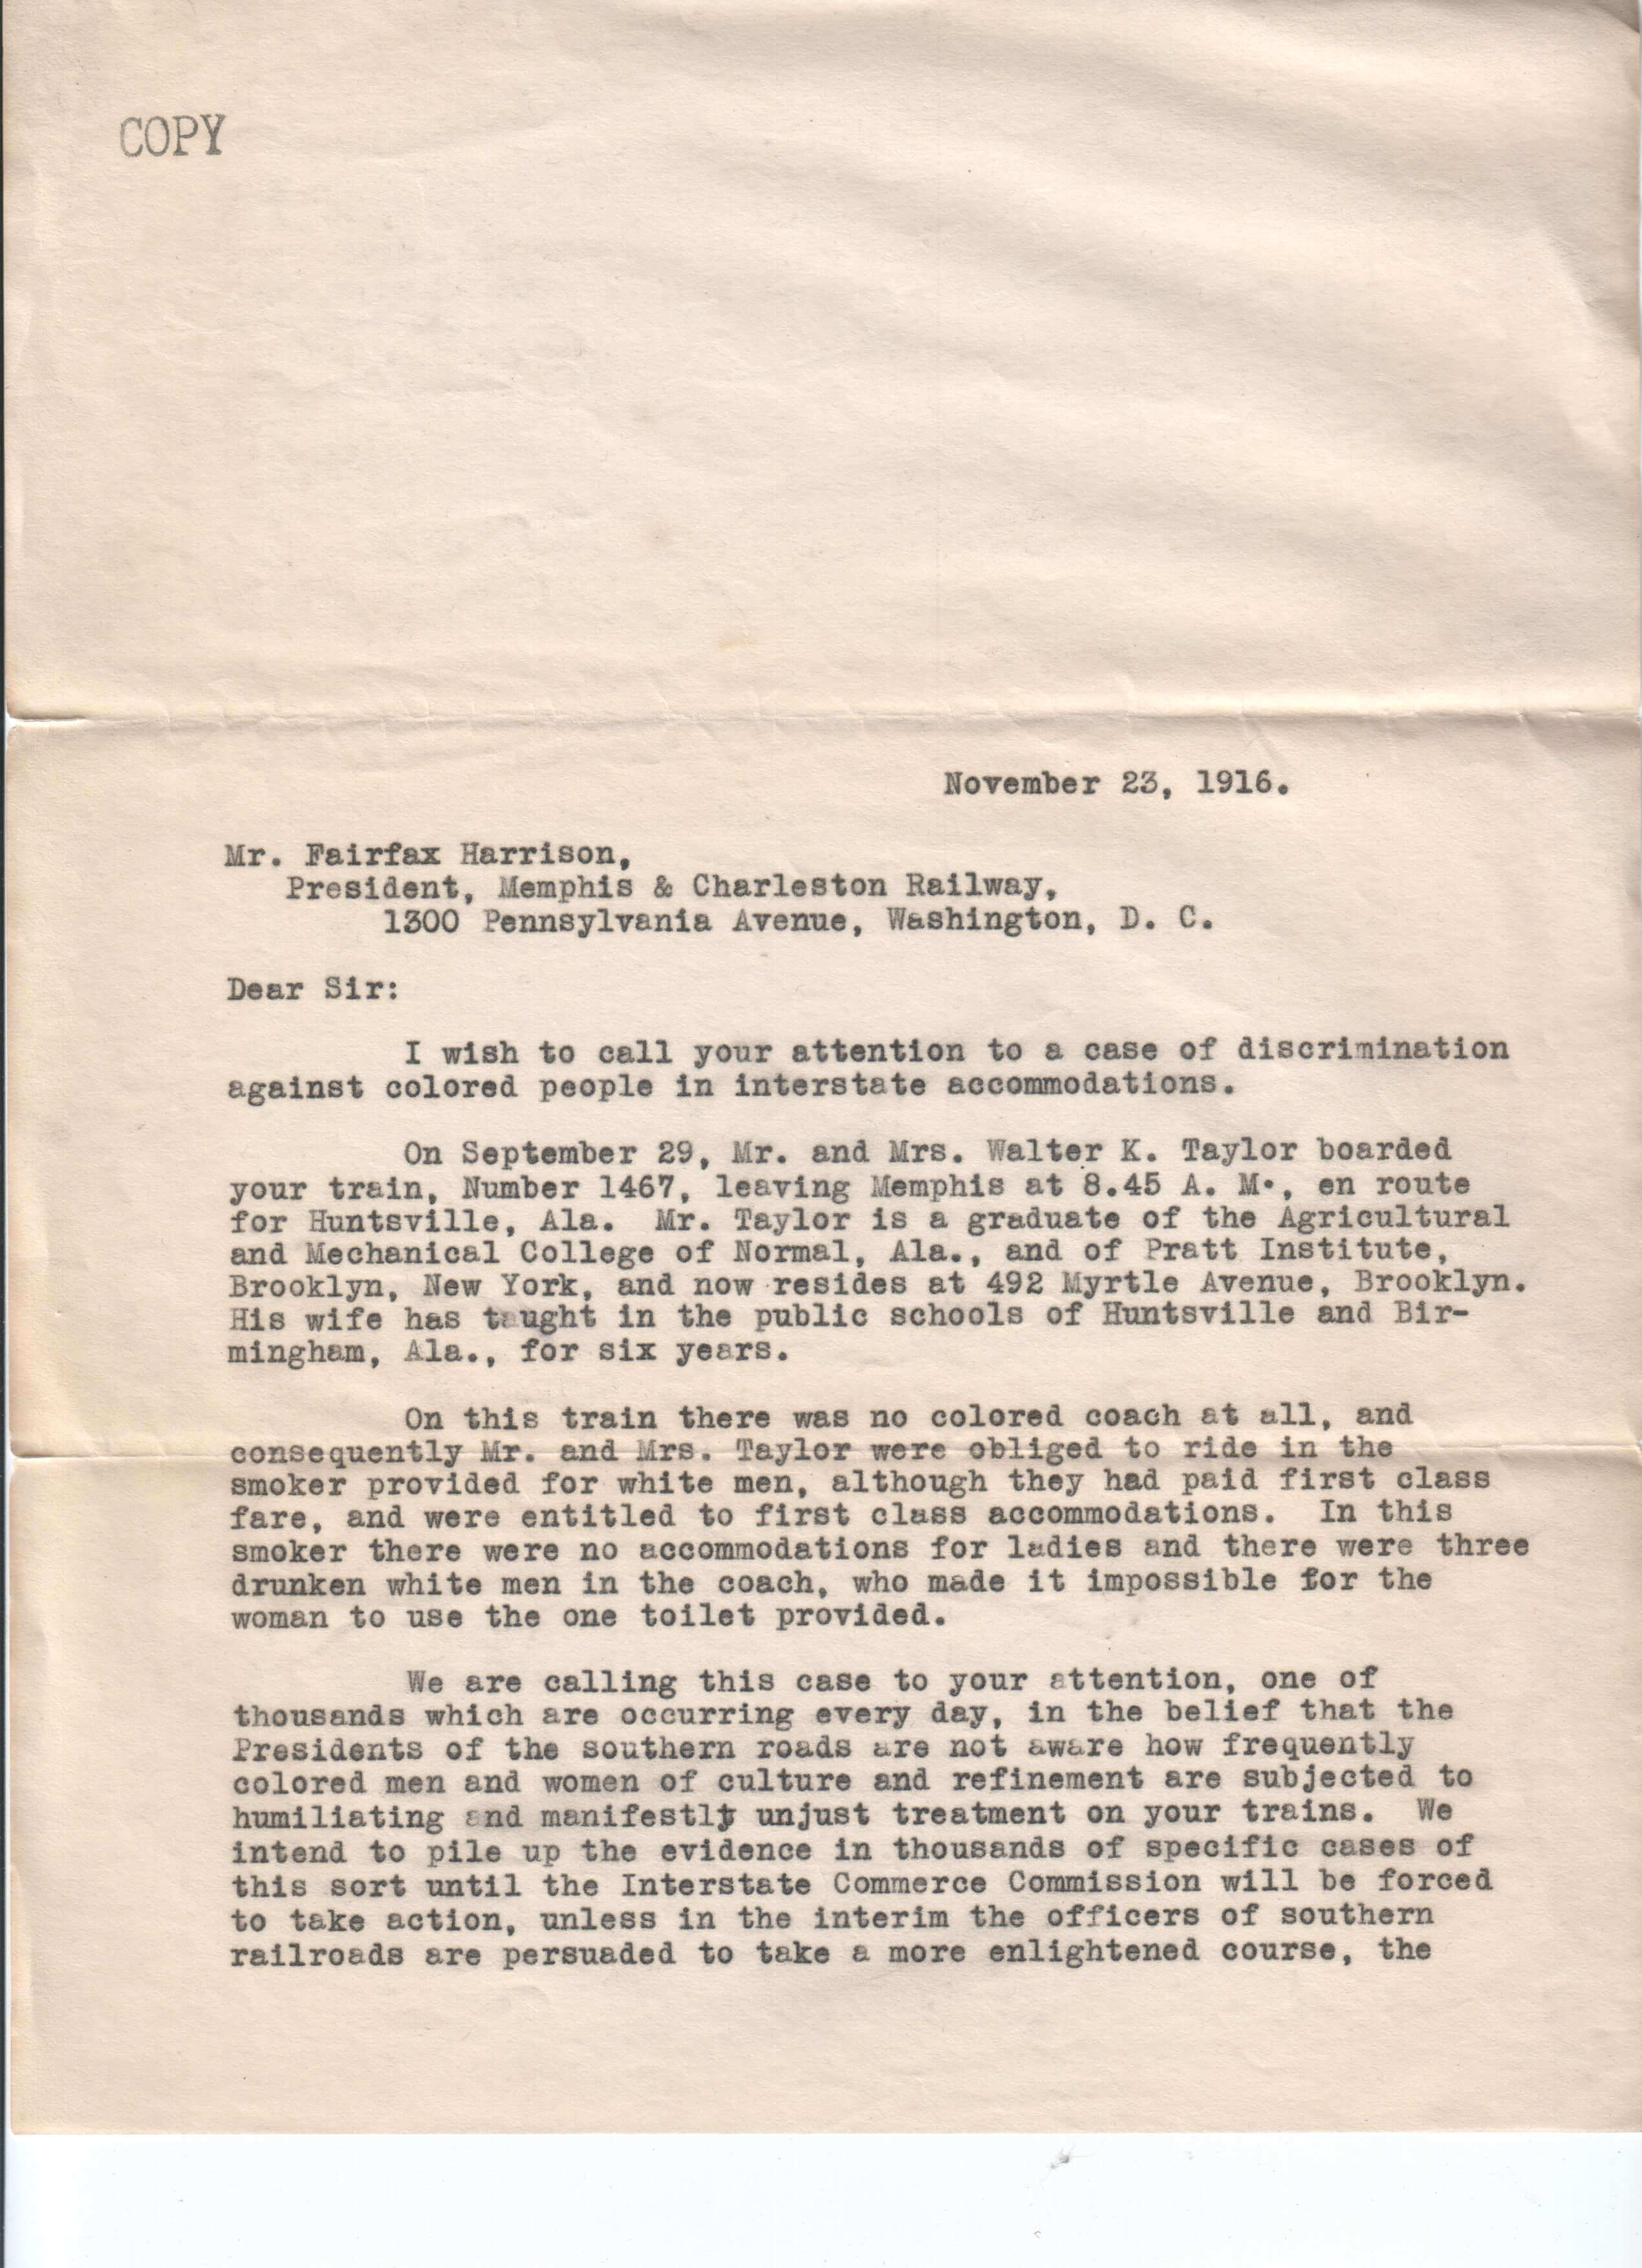 COPY
November 23, 1916.
Mr. Fairfax Harrison,
President, Memphis & Charleston Railway,
1300 Pennsylvania Avenue, Washington, D. C.
Dear Sir:
I wish to call your attention to a case of discrimination
against colored people in interstate accommodations.
On September 29, Mr. and Mrs. Walter K. Taylor boarded
your train, Number 1467, leaving Memphis at 8.45 A. M., en route
for Huntsville, Ala. Mr. Taylor is a graduate of the Agricultural
and Mechanical College of Normal, Ala., and of Pratt Institute,
Brooklyn, New York, and now resides at 492 Myrtle Avenue, Brooklyn.
His wife has taught in the public schools of Huntsville and Bir-
mingham, Ala., for six years.
On this train there was no colored coach at all, and
consequently Mr. and Mrs. Taylor were obliged to ride in the
smoker provided for white men, although they had paid first class
fare, and were entitled to first class accommodations. In this
smoker there were no accommodations for ladies and there were three
drunken white men in the coach, who made it impossible for the
woman to use the one toilet provided.
We are calling this case to your attention, one of
thousands which are occurring every day, in the belief that the
Presidents of the southern roads are not aware how frequently
colored men and women of culture and refinement are subjected to
humiliating and manifestly unjust treatment on your trains. We
intend to pile up the evidence in thousands of specific cases of
this sort until the Interstate Commerce Commission will be forced
to take action, unless in the interim the officers of southern
railroads are persuaded to take a more enlightened course, the